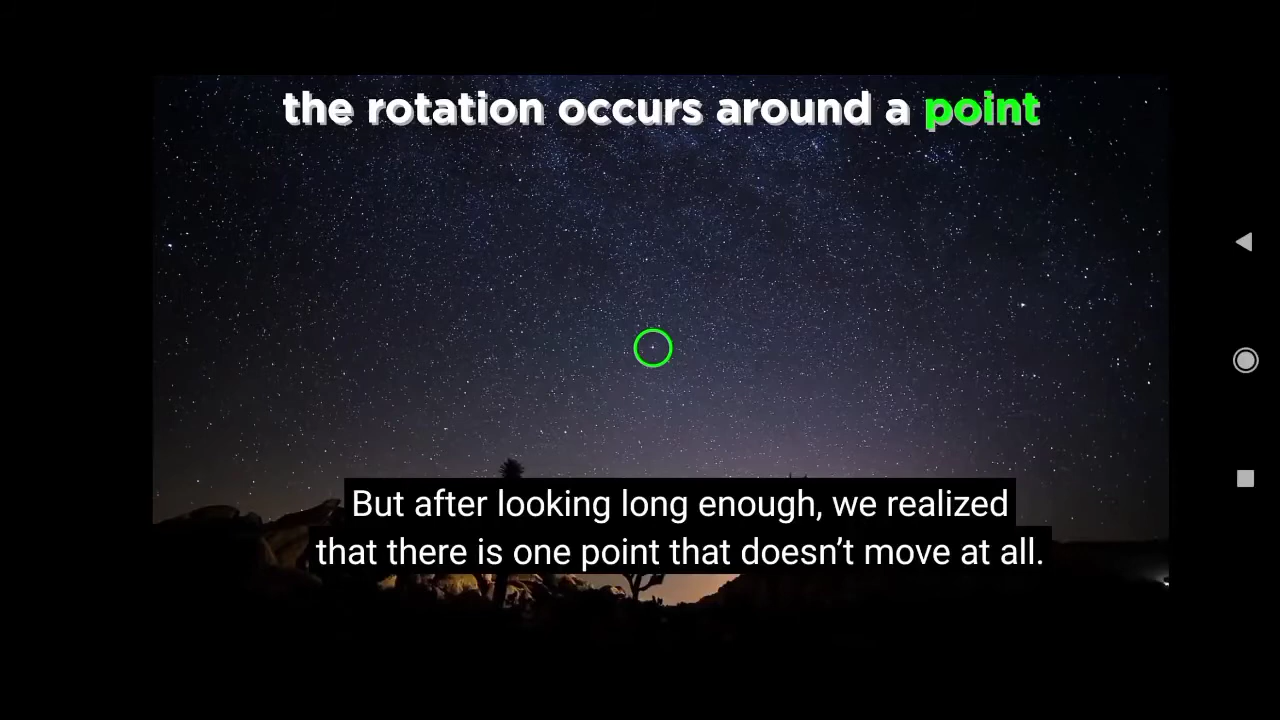 the rotation occurs around a point
But after looking long enough, we realized
that there is one point that doesn’t move at all.